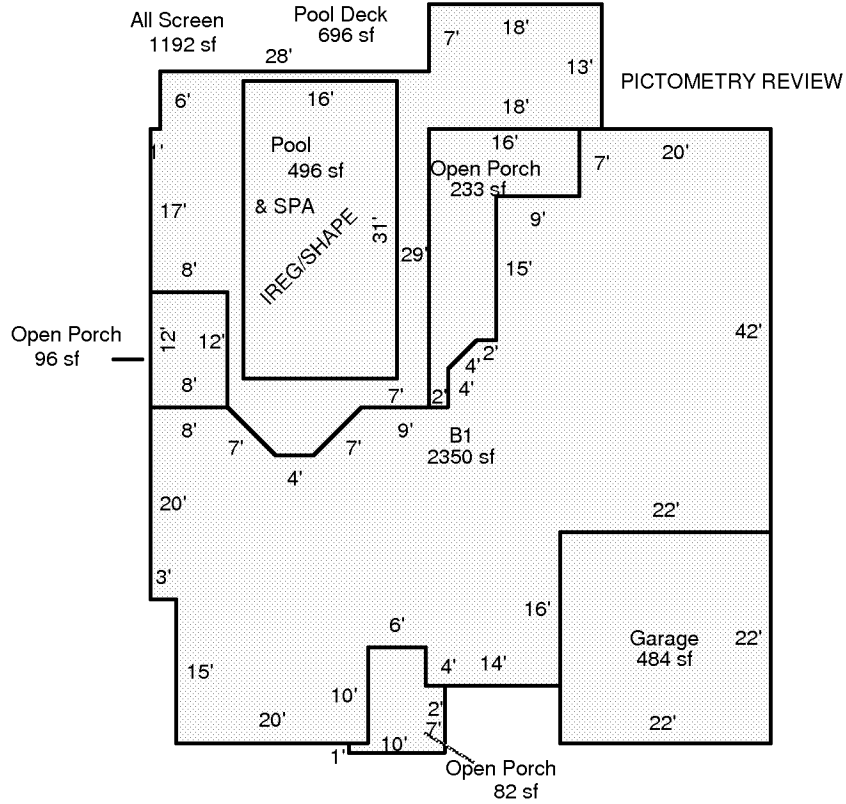 All Screen
1192 sf
Pool Deck
696 sf
7'
18'
28'
13'
PICTOMETRY REVIEW
6'
16'
18'
1'
Pool
496 sf
16'
7'
20'
Open Porch
233 sf
& SPA
17'
31'
9'
IREG/SHAPE
29'
15'
8'
Open Porch
96 sf
12'
12'
42'
2'
4'
4'
8'
7'
2'
8'
7'
7'
9'
B1
2350 sf
4'
20'
22'
3'
16'
6'
Garage
484 sf
22'
15'
4'
14'
10'
2'
20'
7'
22'
1'
10'
Open Porch
82 sf